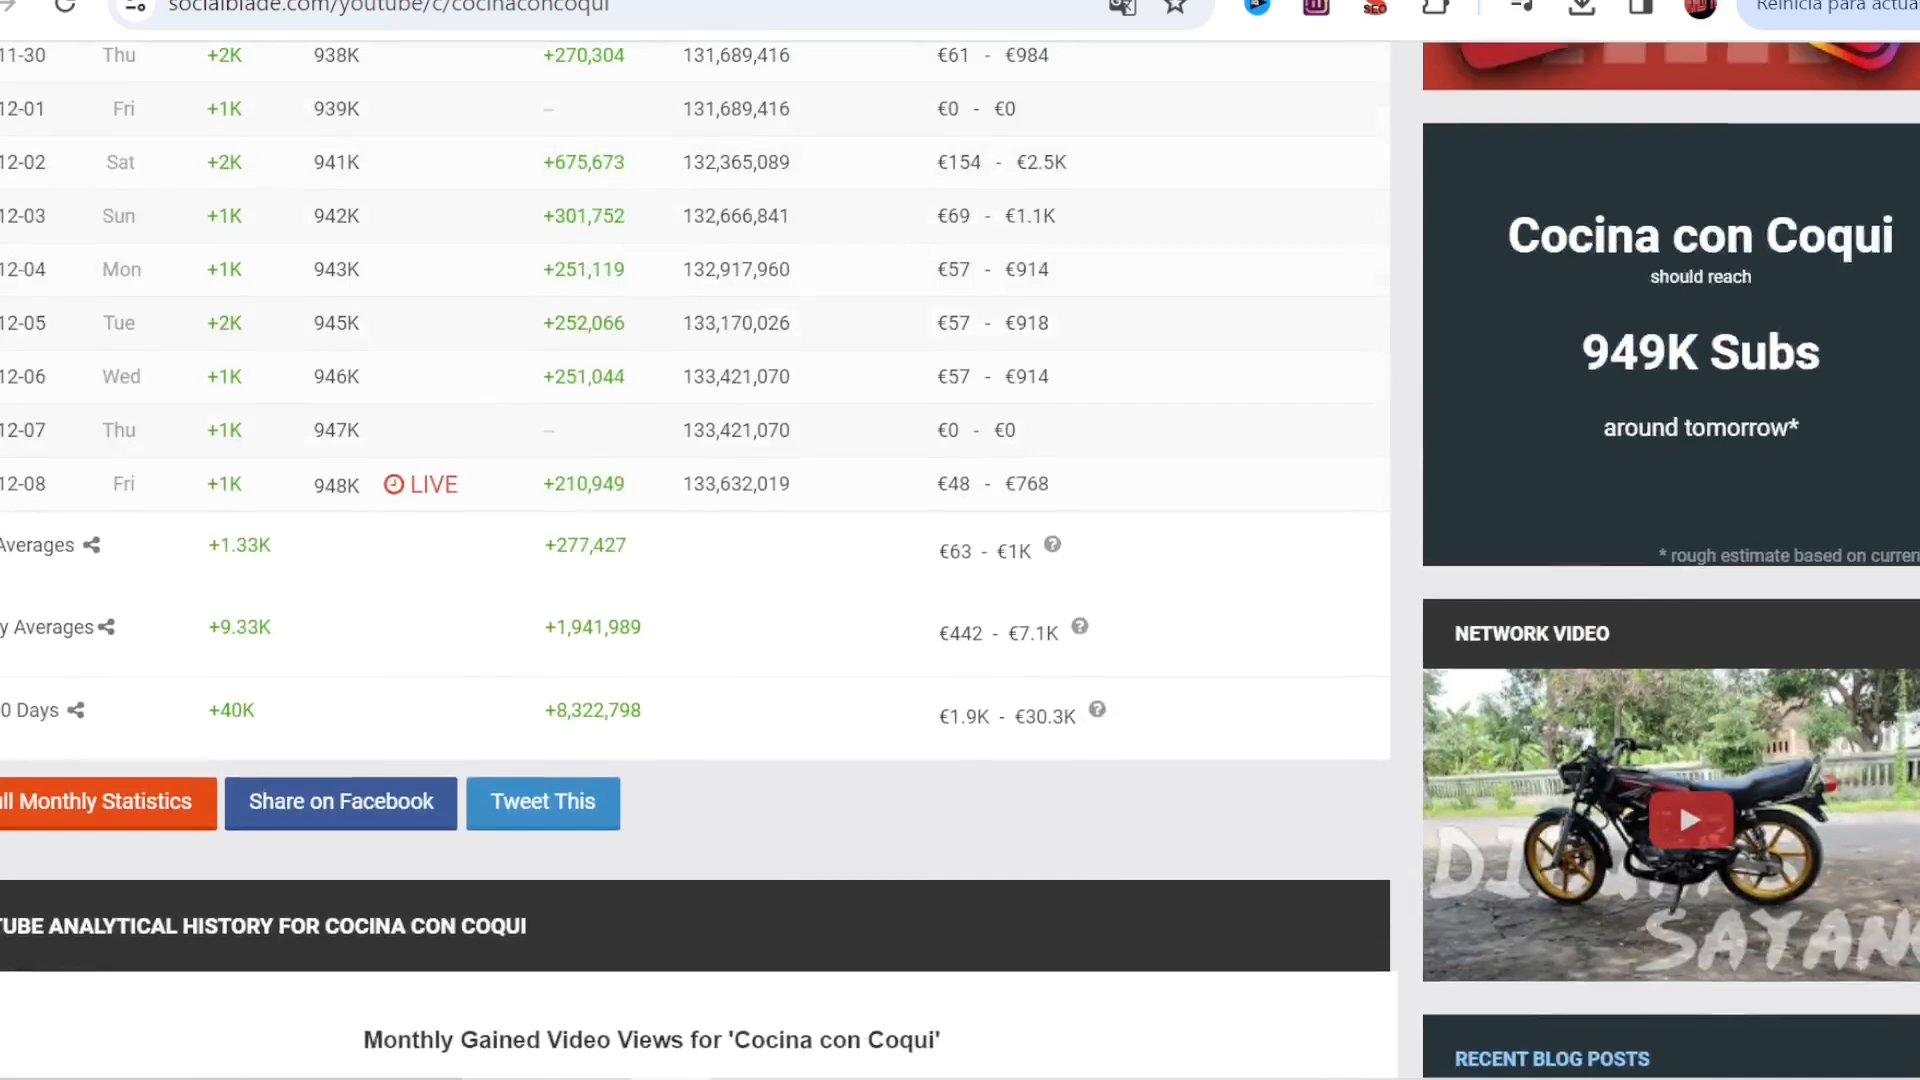 socialblade.com/youtube/c/cocinaconcoqui
Reinicia para actua
11-30 Thu +2K 938K +270,304 131,689,416 €61 - €984
12-01 Fri +1K 939K -- 131,689,416 €0 - €0
12-02 Sat +2K 941K +675,673 132,365,089 €154 - €2.5K
12-03 Sun +1K 942K +301,752 132,666,841 €69 - €1.1K
12-04 Mon +1K 943K +251,119 132,917,960 €57 - €914
12-05 Tue +2K 945K +252,066 133,170,026 €57 - €918
12-06 Wed +1K 946K +251,044 133,421,070 €57 - €914
12-07 Thu +1K 947K -- 133,421,070 €0 - €0
12-08 Fri +1K 948K LIVE +210,949 133,632,019 €48 - €768
Averages +1.33K +277,427 €63 - €1K
y Averages +9.33K +1,941,989 €442 - €7.1K
0 Days +40K +8,322,798 €1.9K - €30.3K
ull Monthly Statistics
Share on Facebook
Tweet This
TUBE ANALYTICAL HISTORY FOR COCINA CON COQUI
Monthly Gained Video Views for 'Cocina con Coqui'
Cocina con Coqui
should reach
949K Subs
around tomorrow*
* rough estimate based on curren
NETWORK VIDEO
SAYANG
RECENT BLOG POSTS
SEO